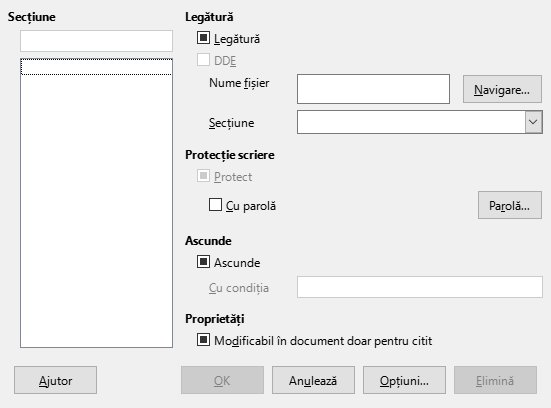 Secțiune
Legătură
Legătură
DDE
Nume fișier
Navigare...
Secțiune
Protecție scriere
Protect
Cu parolă
Parolă...
Ascunde
Ascunde
Cu condiția
Proprietăți
Modificabil în document doar pentru citit
Ajutor
OK
Anulează
Opțiuni...
Elimină